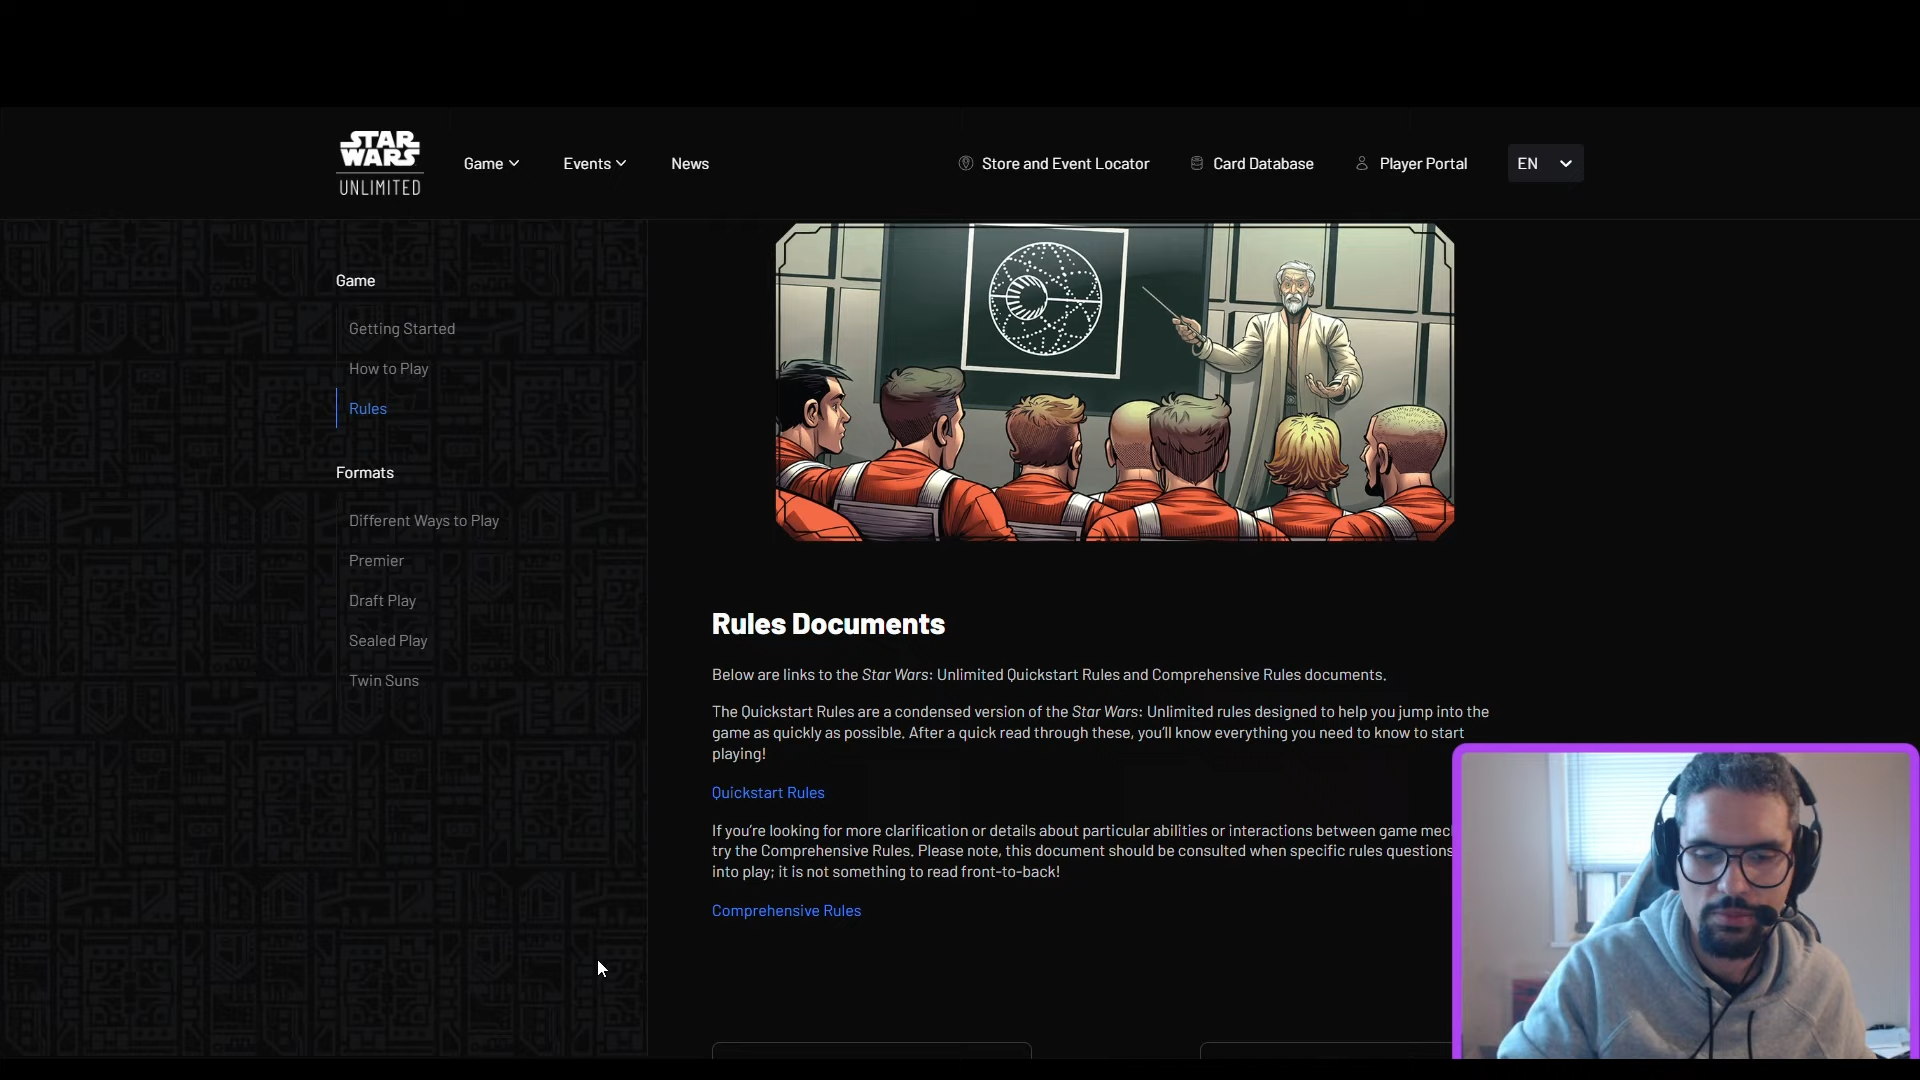 STAR
WARS
UNLIMITED
Game
Events
News
Store and Event Locator
Card Database
Player Portal
EN
Game
Getting Started
How to Play
Rules
Formats
Different Ways to Play
Premier
Draft Play
Sealed Play
Twin Suns
Rules Documents
Below are links to the Star Wars: Unlimited Quickstart Rules and Comprehensive Rules documents.
The Quickstart Rules are a condensed version of the Star Wars: Unlimited rules designed to help you jump into the
game as quickly as possible. After a quick read through these, you'll know everything you need to know to start
playing!
Quickstart Rules
If you're looking for more clarification or details about particular abilities or interactions between game
try the Comprehensive Rules. Please note, this document should be consulted when specific rules questions
into play; it is not something to read front-to-back!
Comprehensive Rules